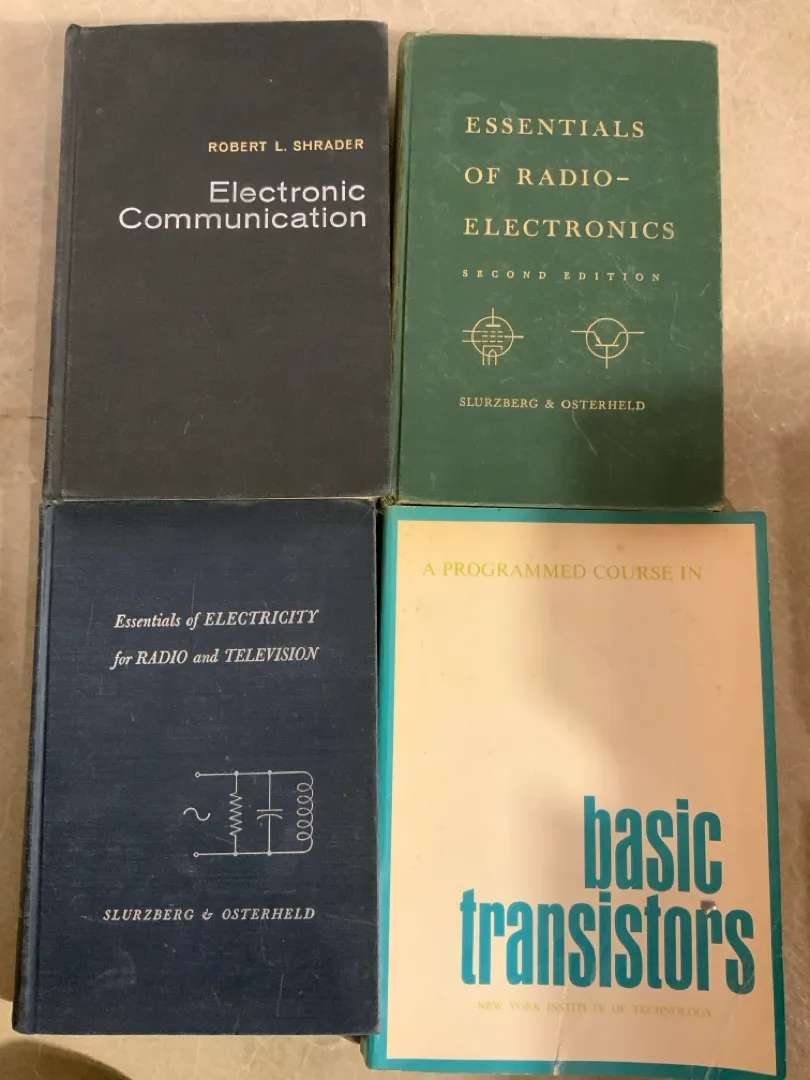 ROBERT L. SHRADER
Electronic
Communication
ESSENTIALS
OF RADIO-
ELECTRONICS
SECOND EDITION
SLURZBERG & OSTERHELD
Essentials of ELECTRICITY
for RADIO and TELEVISION
SLURZBERG & OSTERHELD
A PROGRAMMED COURSE IN
basic
transistors
NEW YORK INSTITUTE OF TECHNOLOGY